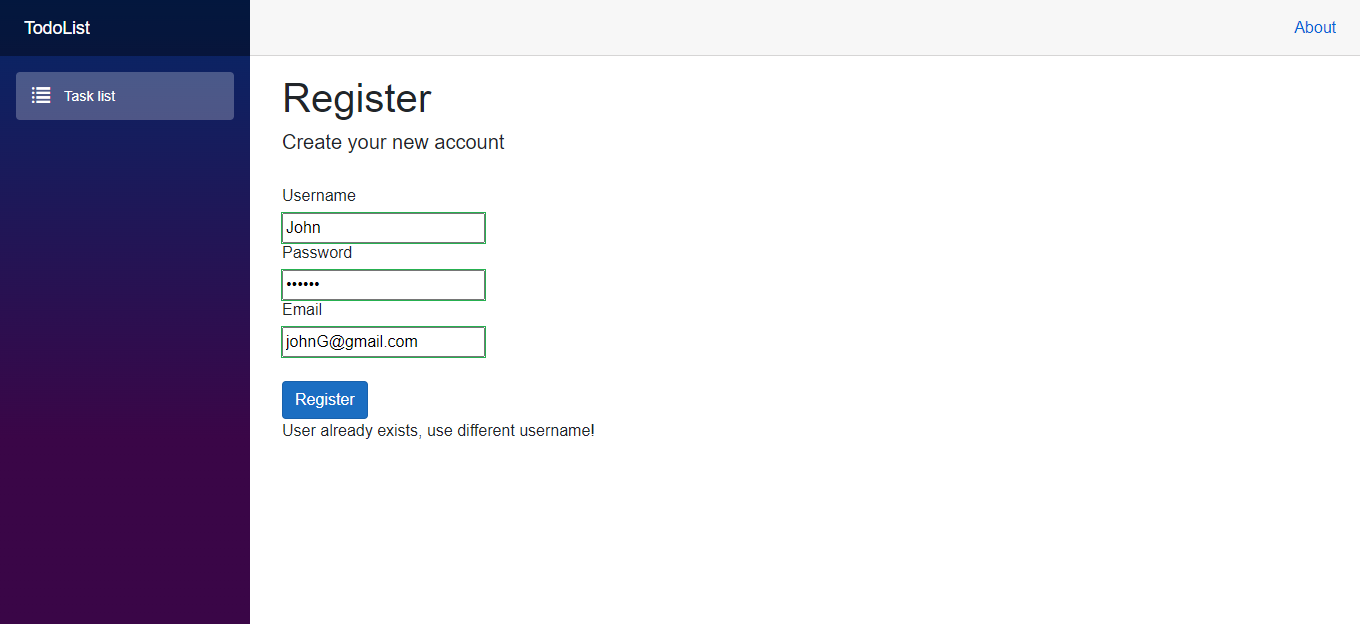 TodoList
About
Task list
Register
Create your new account
Username
John
Password
••••••
Email
johnG@gmail.com
Register
User already exists, use different username!